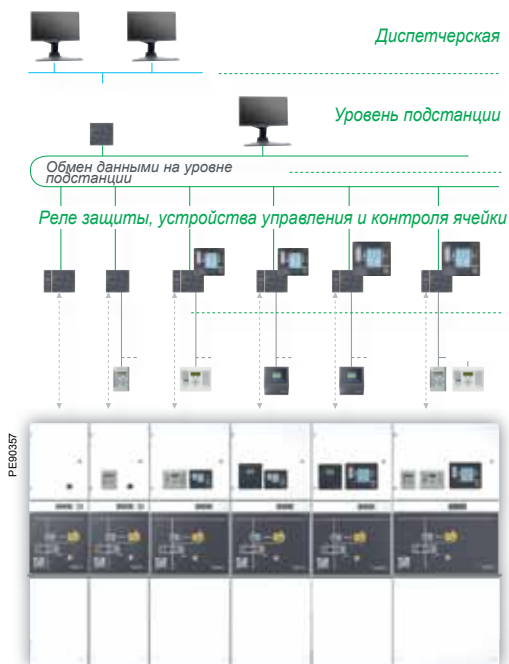 Диспетчерская
Уровень подстанции
Обмен данными на уровне
подстанции
Реле защиты, устройства управления и контроля ячейки
PE90357